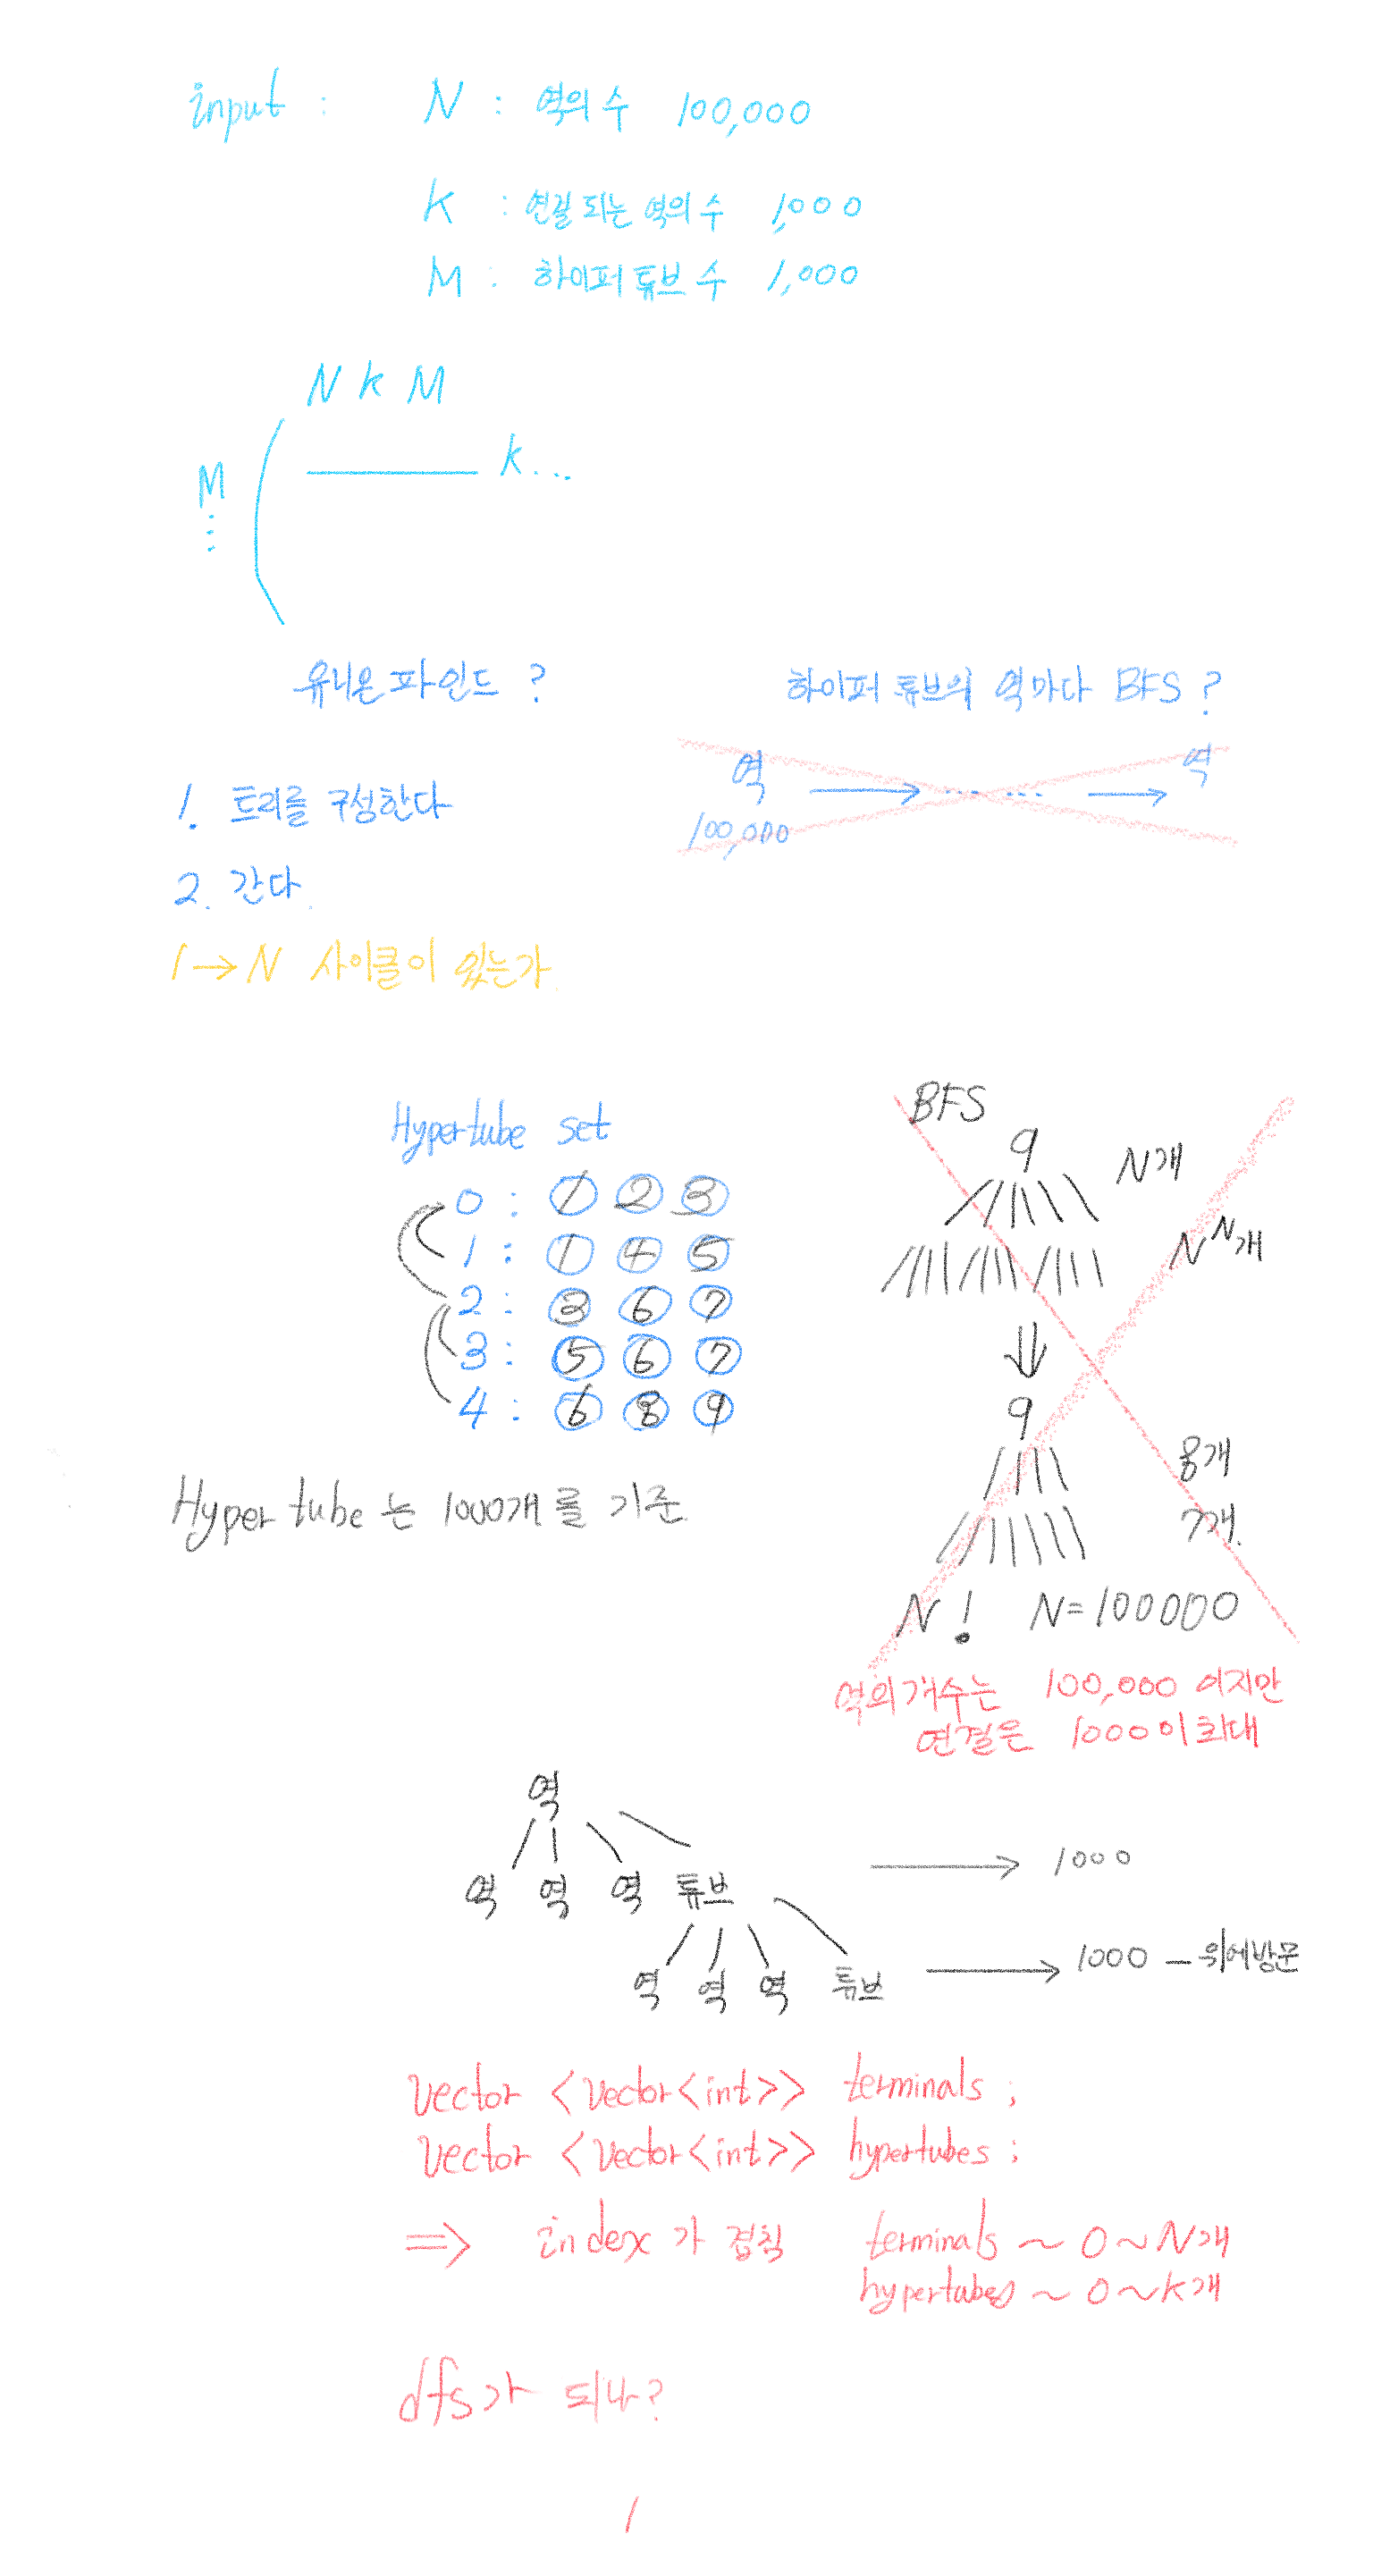 input : N : 역의 수 100,000
K : 연결 되는 역의 수 1,000
M : 하이퍼 튜브 수 1,000
N K M
k...
M
⋮
유니온 파인드 ?
하이퍼 튜브의 역마다 BFS ?
역 → ... ... → 역
100,000
1. 트리를 구성한다
2. 간다.
1 → N 사이클이 있는가.
Hypertube set
0 : 1 2 3
1 : 1 4 5
2 : 3 6 7
3 : 5 6 7
4 : 6 8 9
Hyper tube 는 1000개를 기준.
BFS
9
N개
N^N개
⇓
9
8개
7개.
N! N=100000
역의 개수는 100,000 이지만
연결은 1000이 최대
역
역 역 역 튜브 → 1000
역 역 역 튜브 → 1000 - 위에방문
vector <vector<int>> terminals ;
vector <vector<int>> hypertubes ;
⇒ index 가 겹침 terminals ~ 0 ~ N개
hypertubes ~ 0 ~ K개
dfs가 되나?
1